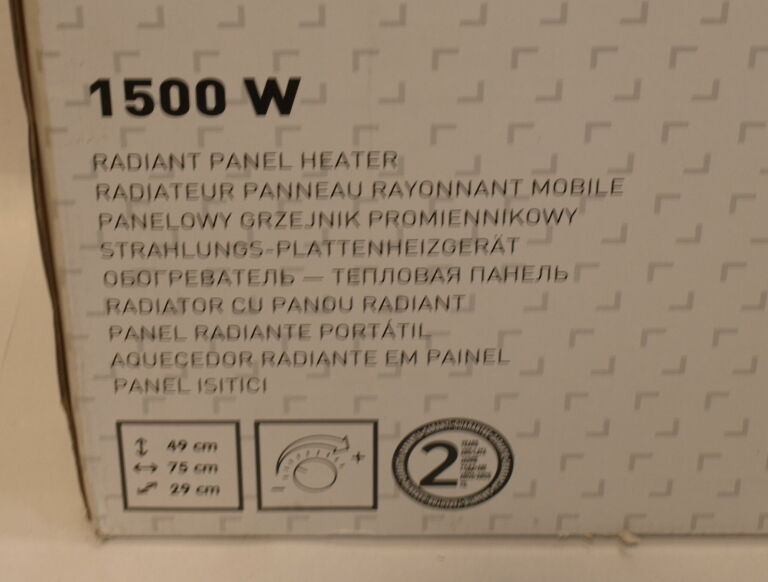 1500 W
RADIANT PANEL HEATER
RADIATEUR PANNEAU RAYONNANT MOBILE
PANELOWY GRZEJNIK PROMIENNIKOWY
STRAHLUNGS-PLATTENHEIZGERÄT
ОБОГРЕВАТЕЛЬ — ТЕПЛОВАЯ ПАНЕЛЬ
RADIATOR CU PANOU RADIANT
PANEL RADIANTE PORTÁTIL
AQUECEDOR RADIANTE EM PAINEL
PANEL ISITICI
49 cm
75 cm
29 cm
- +
2